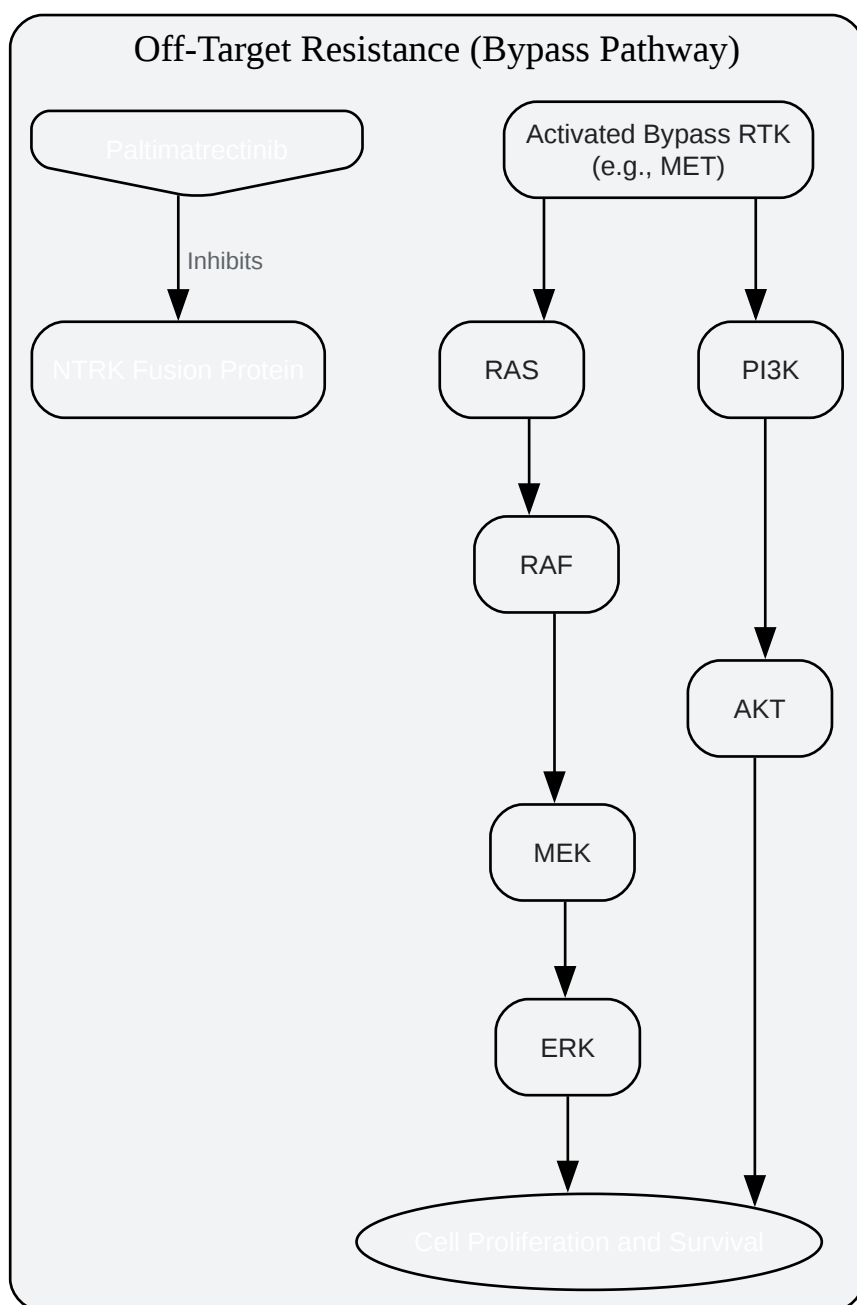 Off-Target Resistance (Bypass Pathway)
Paltimatrectinib
Activated Bypass RTK
(e.g., MET)
Inhibits
NTRK Fusion Protein
RAS
PI3K
RAF
AKT
MEK
ERK
Cell Proliferation and Survival